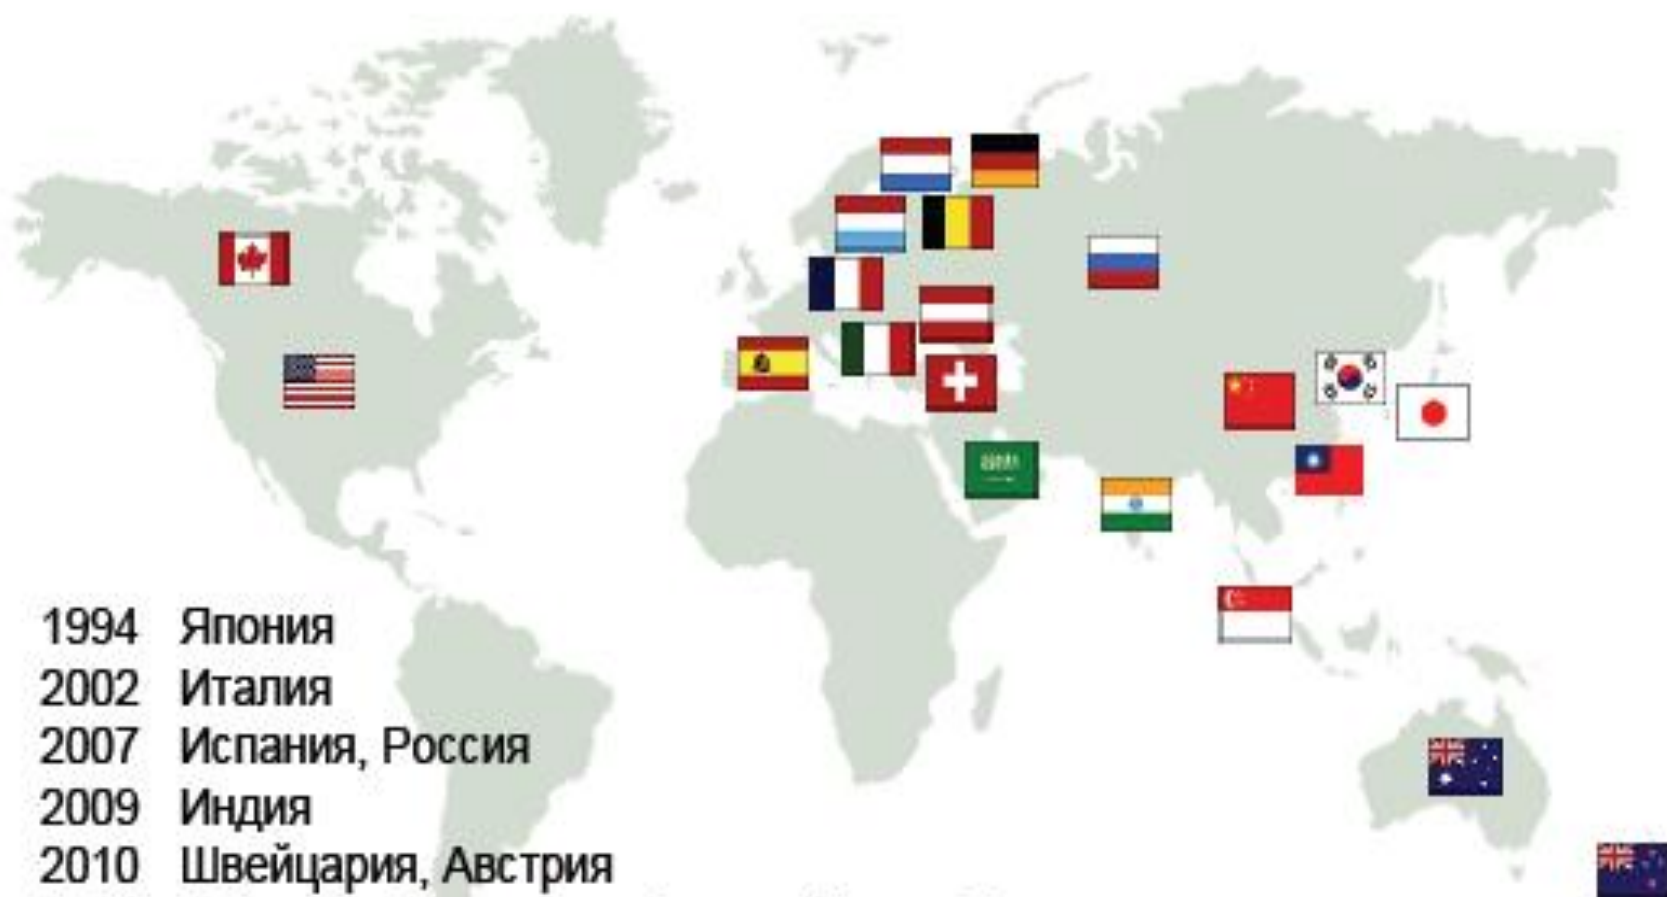 1994 Япония
2002 Италия
2007 Испания, Россия
2009 Индия
2010 Швейцария, Австрия